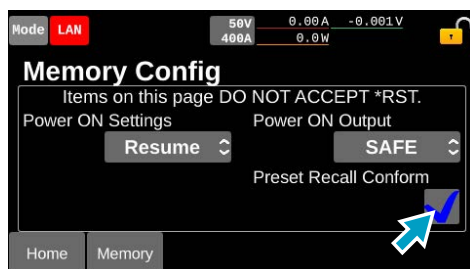 Mode LAN 50V 0.00A -0.001V
400A 0.0W
Memory Config
Items on this page DO NOT ACCEPT *RST.
Power ON Settings Power ON Output
Resume SAFE
Preset Recall Conform
Home Memory